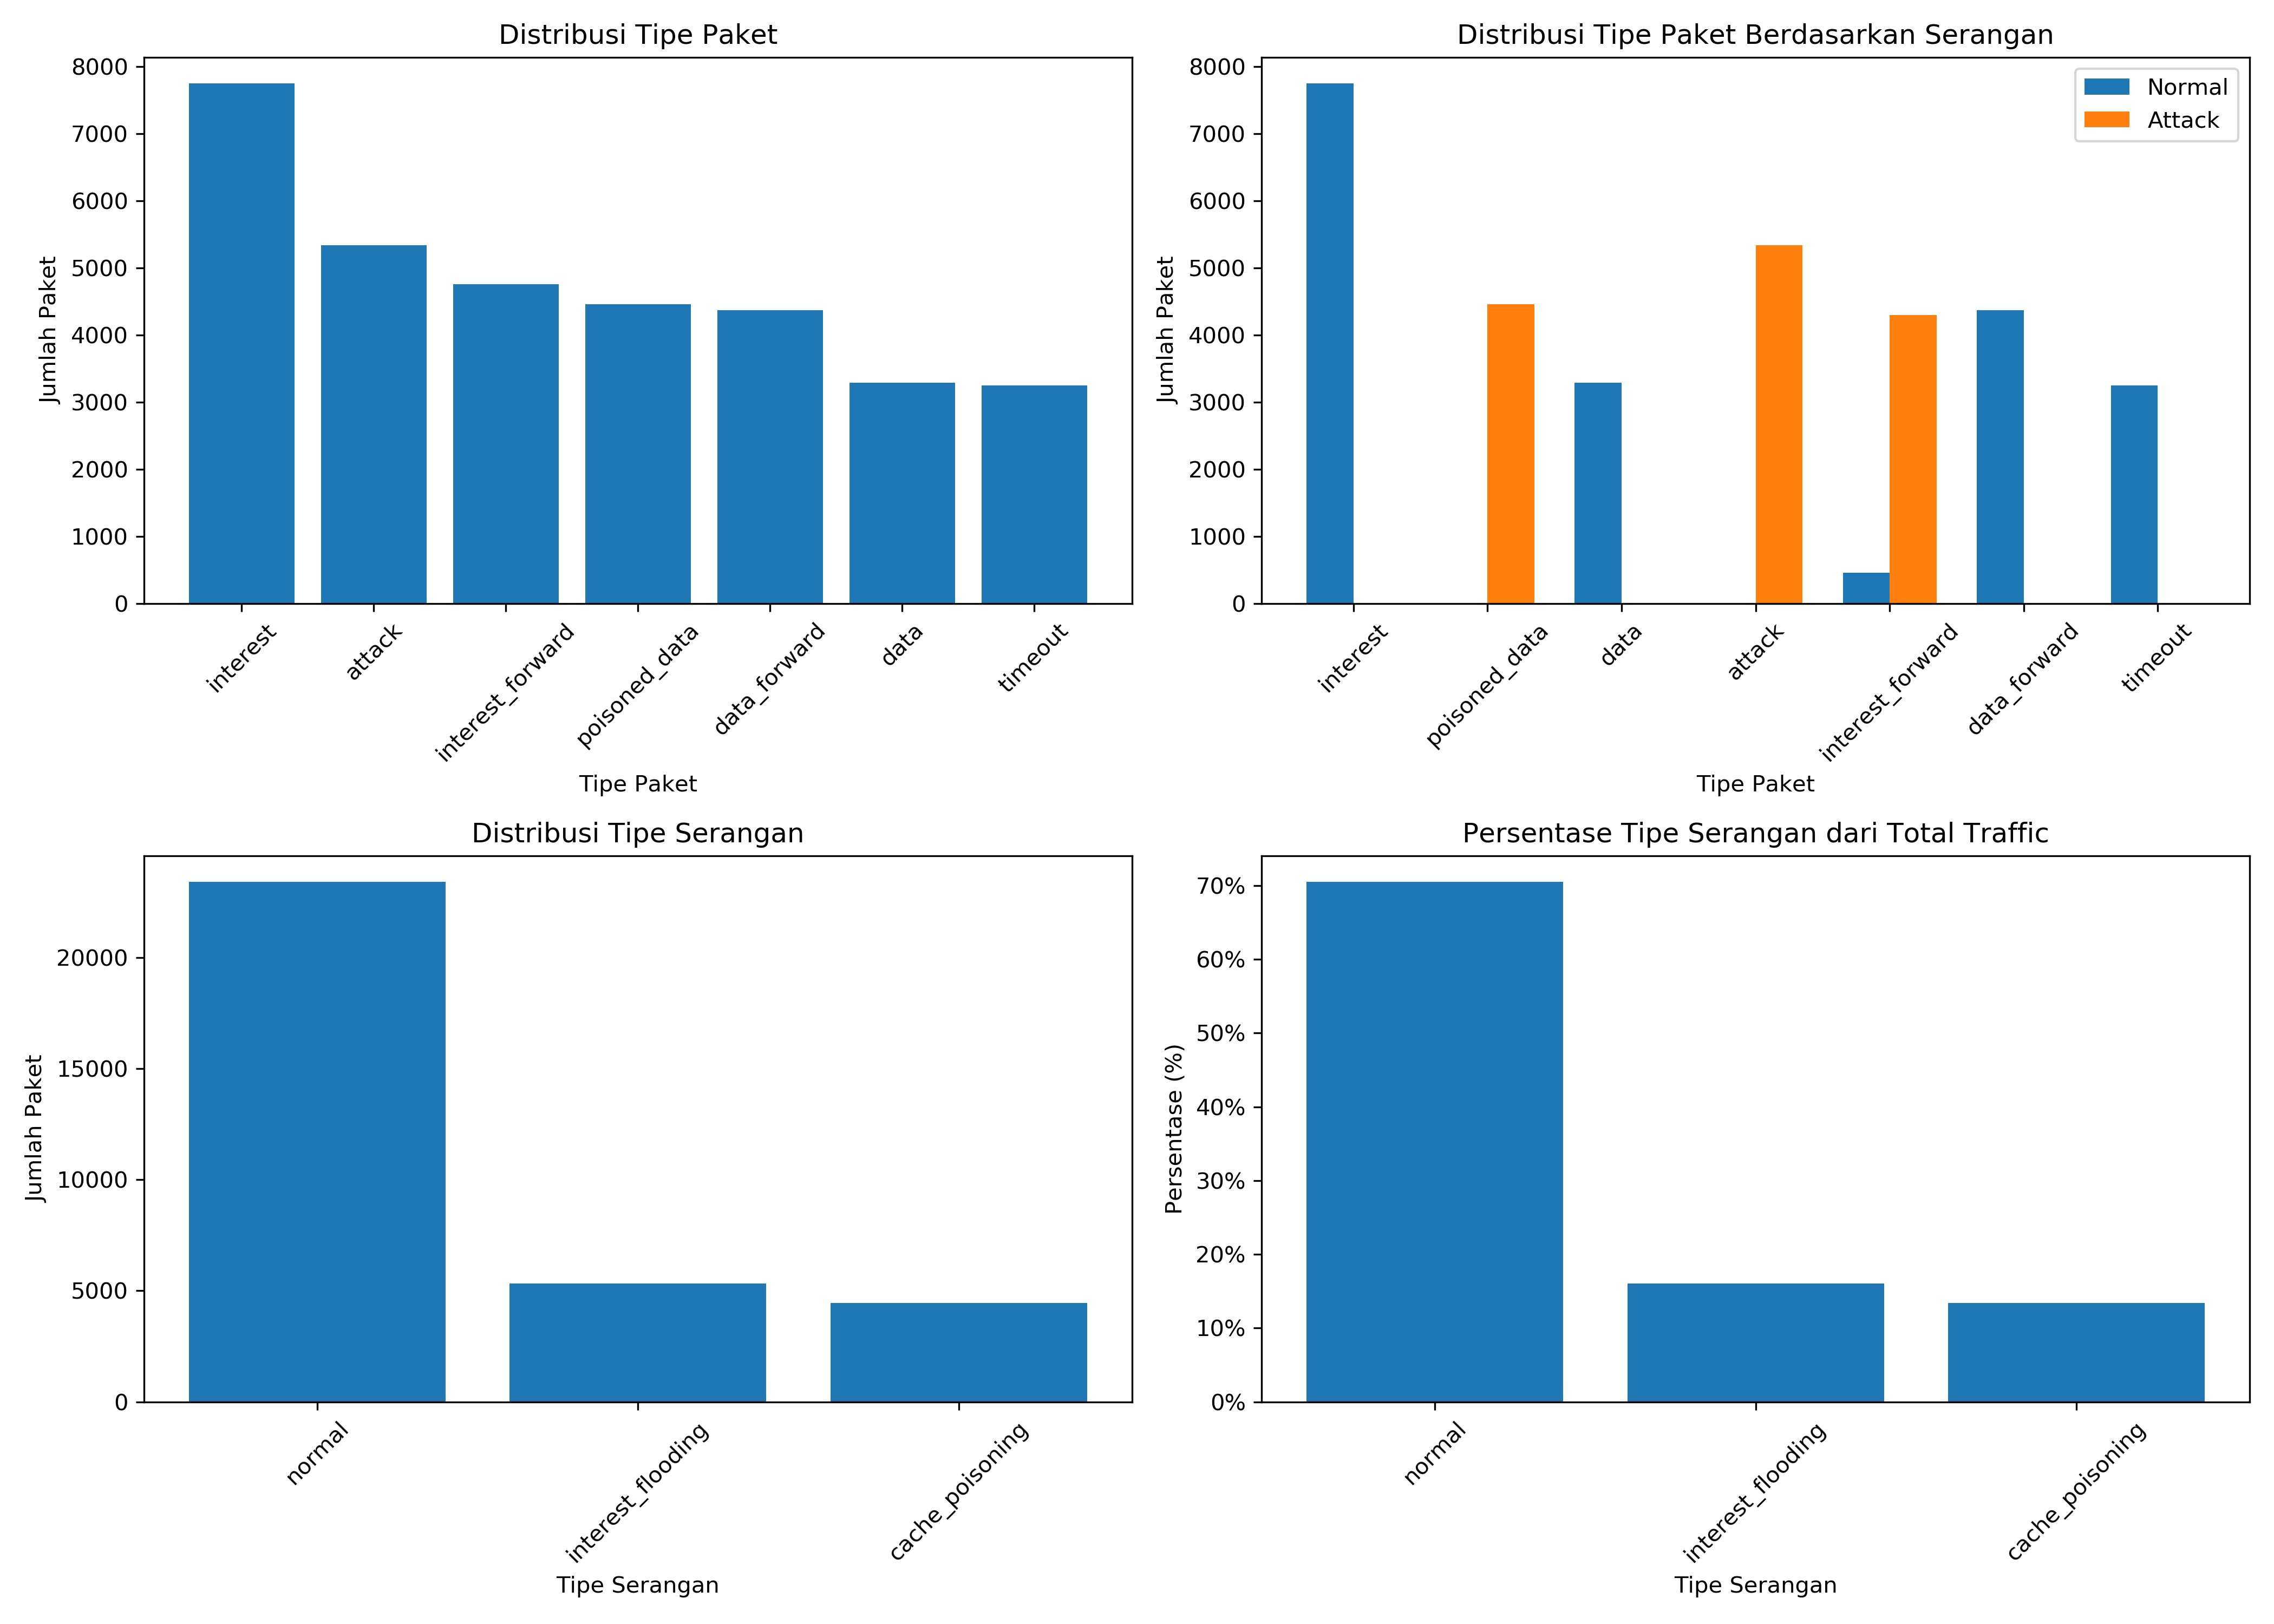 Distribusi Tipe Paket
Jumlah Paket
8000
7000
6000
5000
4000
3000
2000
1000
0
interest
attack
interest_forward
poisoned_data
data_forward
data
timeout
Tipe Paket
Distribusi Tipe Paket Berdasarkan Serangan
Normal
Attack
Jumlah Paket
8000
7000
6000
5000
4000
3000
2000
1000
0
interest
poisoned_data
data
attack
interest_forward
data_forward
timeout
Tipe Paket
Distribusi Tipe Serangan
Jumlah Paket
20000
15000
10000
5000
0
normal
interest_flooding
cache_poisoning
Tipe Serangan
Persentase Tipe Serangan dari Total Traffic
Persentase (%)
70%
60%
50%
40%
30%
20%
10%
0%
normal
interest_flooding
cache_poisoning
Tipe Serangan